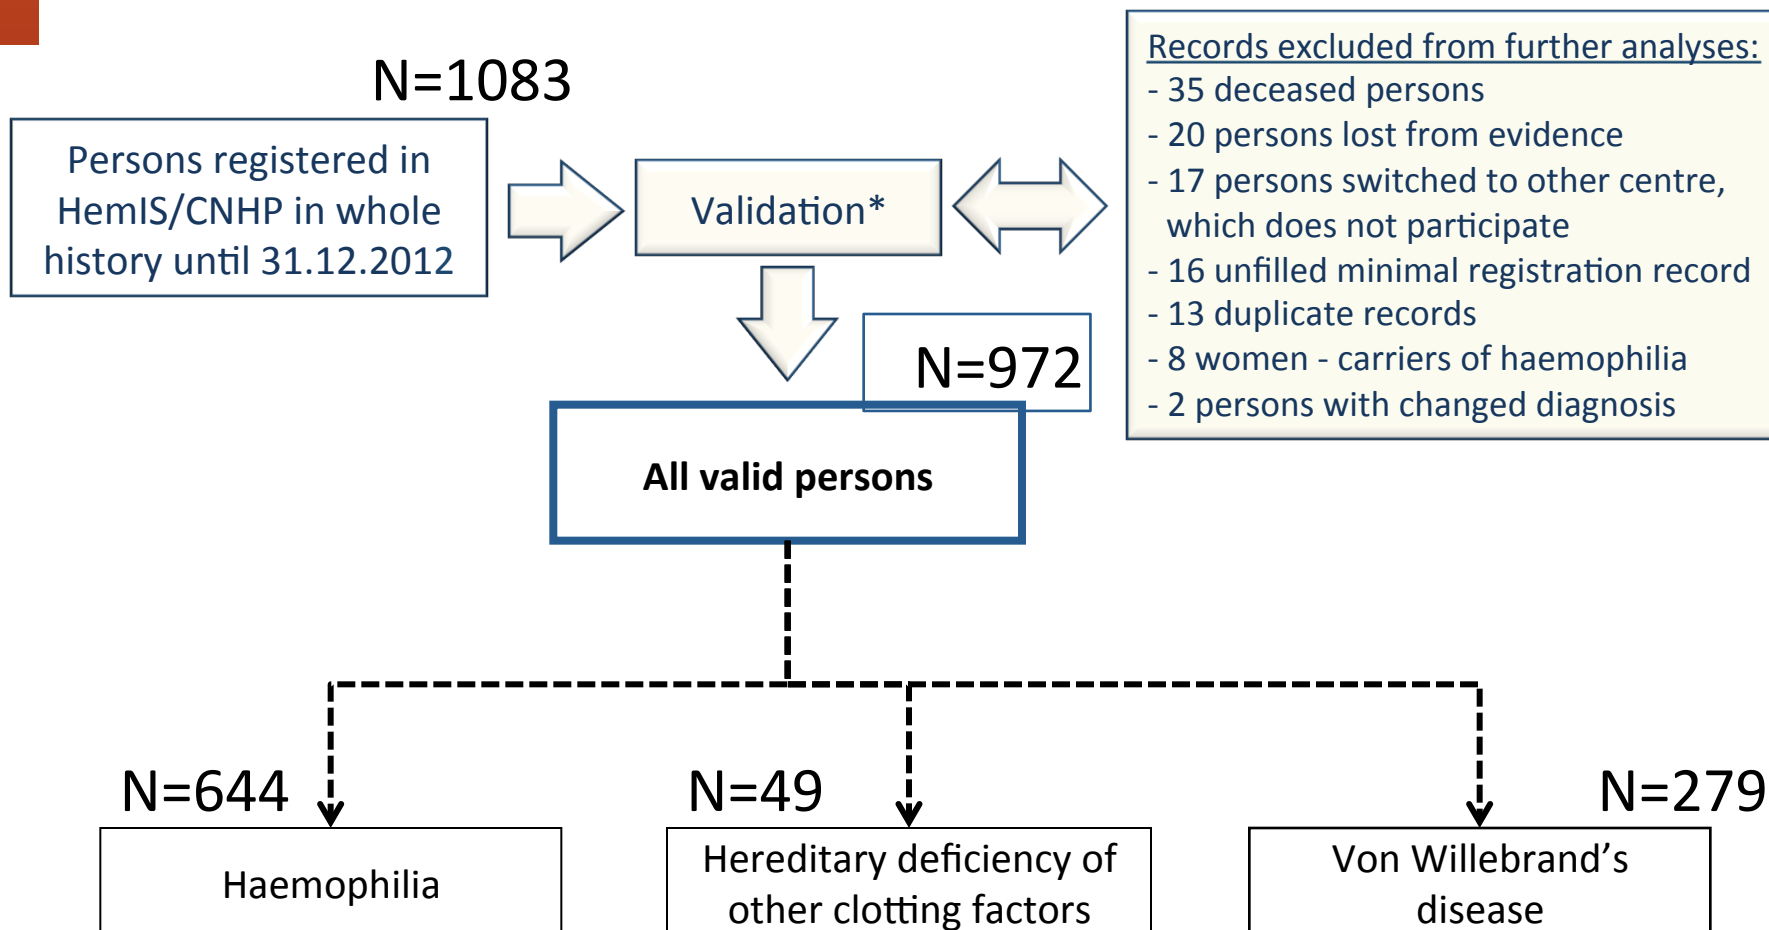 N=1083
Persons registered in
HemIS/CNHP in whole
history until 31.12.2012
Validation*
Records excluded from further analyses:
- 35 deceased persons
- 20 persons lost from evidence
- 17 persons switched to other centre,
which does not participate
- 16 unfilled minimal registration record
- 13 duplicate records
- 8 women - carriers of haemophilia
- 2 persons with changed diagnosis
N=972
All valid persons
N=644
Haemophilia
N=49
Hereditary deficiency of
other clotting factors
N=279
Von Willebrand’s
disease